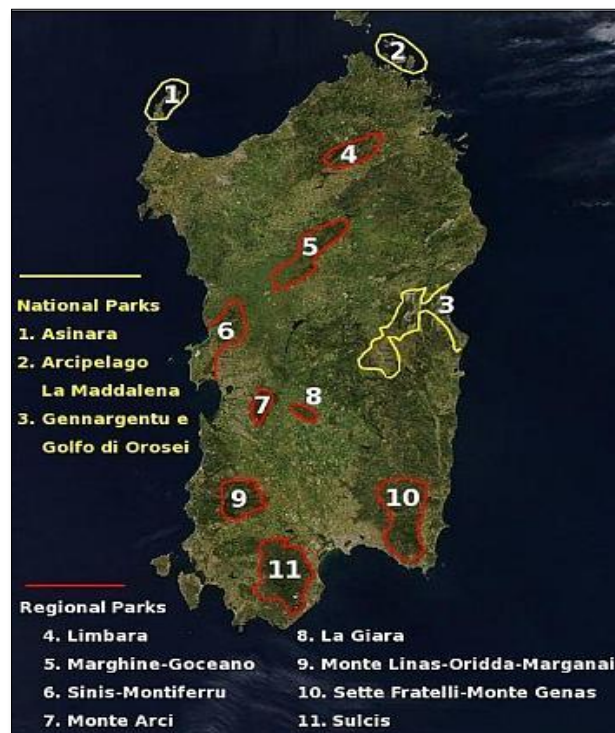 1
2
4
5
3
6
8
7
9
10
11
National Parks
1. Asinara
2. Arcipelago
La Maddalena
3. Gennargentu e
Golfo di Orosei
Regional Parks
4. Limbara
5. Marghine-Goceano
6. Sinis-Montiferru
7. Monte Arci
8. La Giara
9. Monte Linas-Oridda-Marganai
10. Sette Fratelli-Monte Genas
11. Sulcis